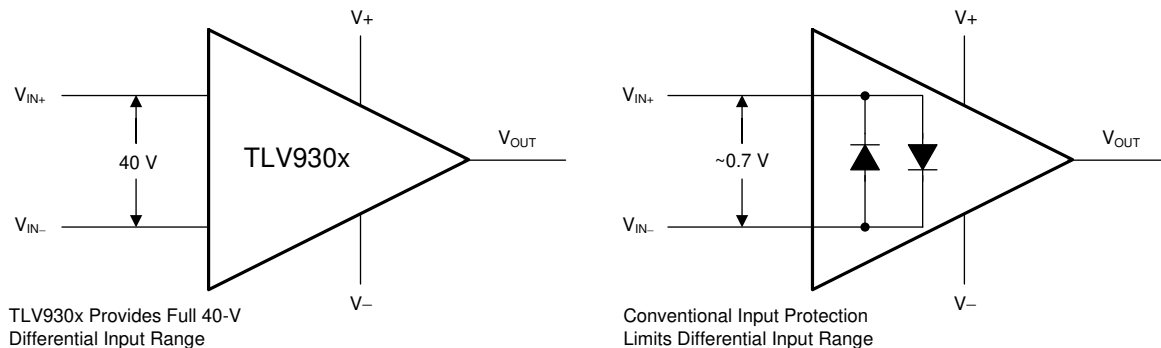 V+
VIN+
40 V
TLV930x
VOUT
VIN–
V–
TLV930x Provides Full 40-V
Differential Input Range
V+
VIN+
~0.7 V
VOUT
VIN–
V–
Conventional Input Protection
Limits Differential Input Range